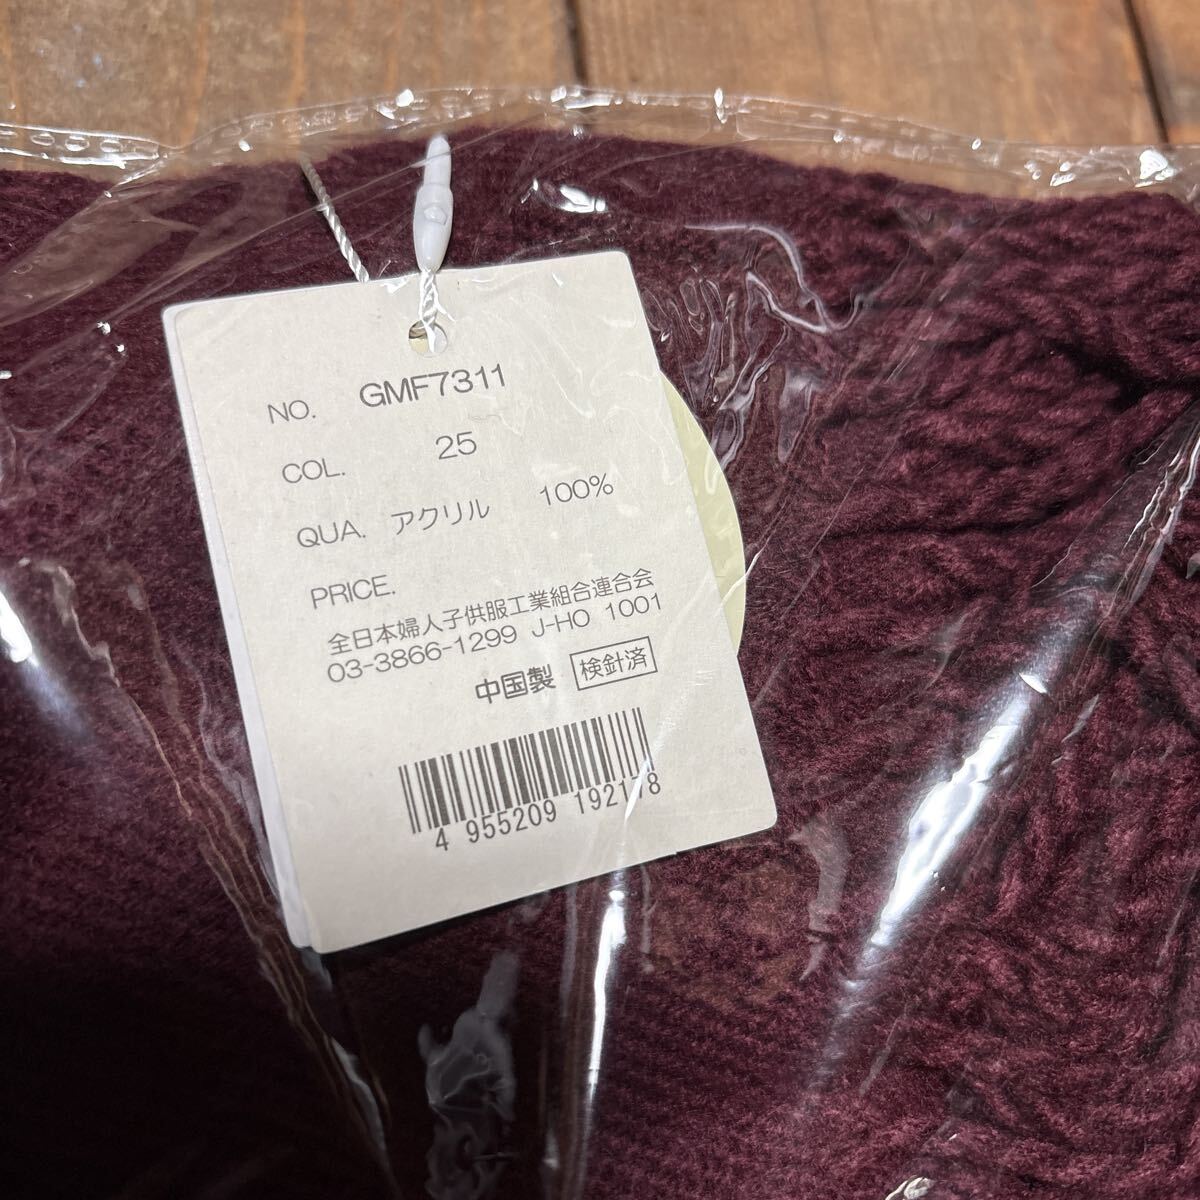 NO. GMF7311
COL. 25
QUA. アクリル 100%
PRICE.
全日本婦人子供服工業組合連合会
03-3866-1299 J-HO 1001
中国製 検針済
4 955209 192178